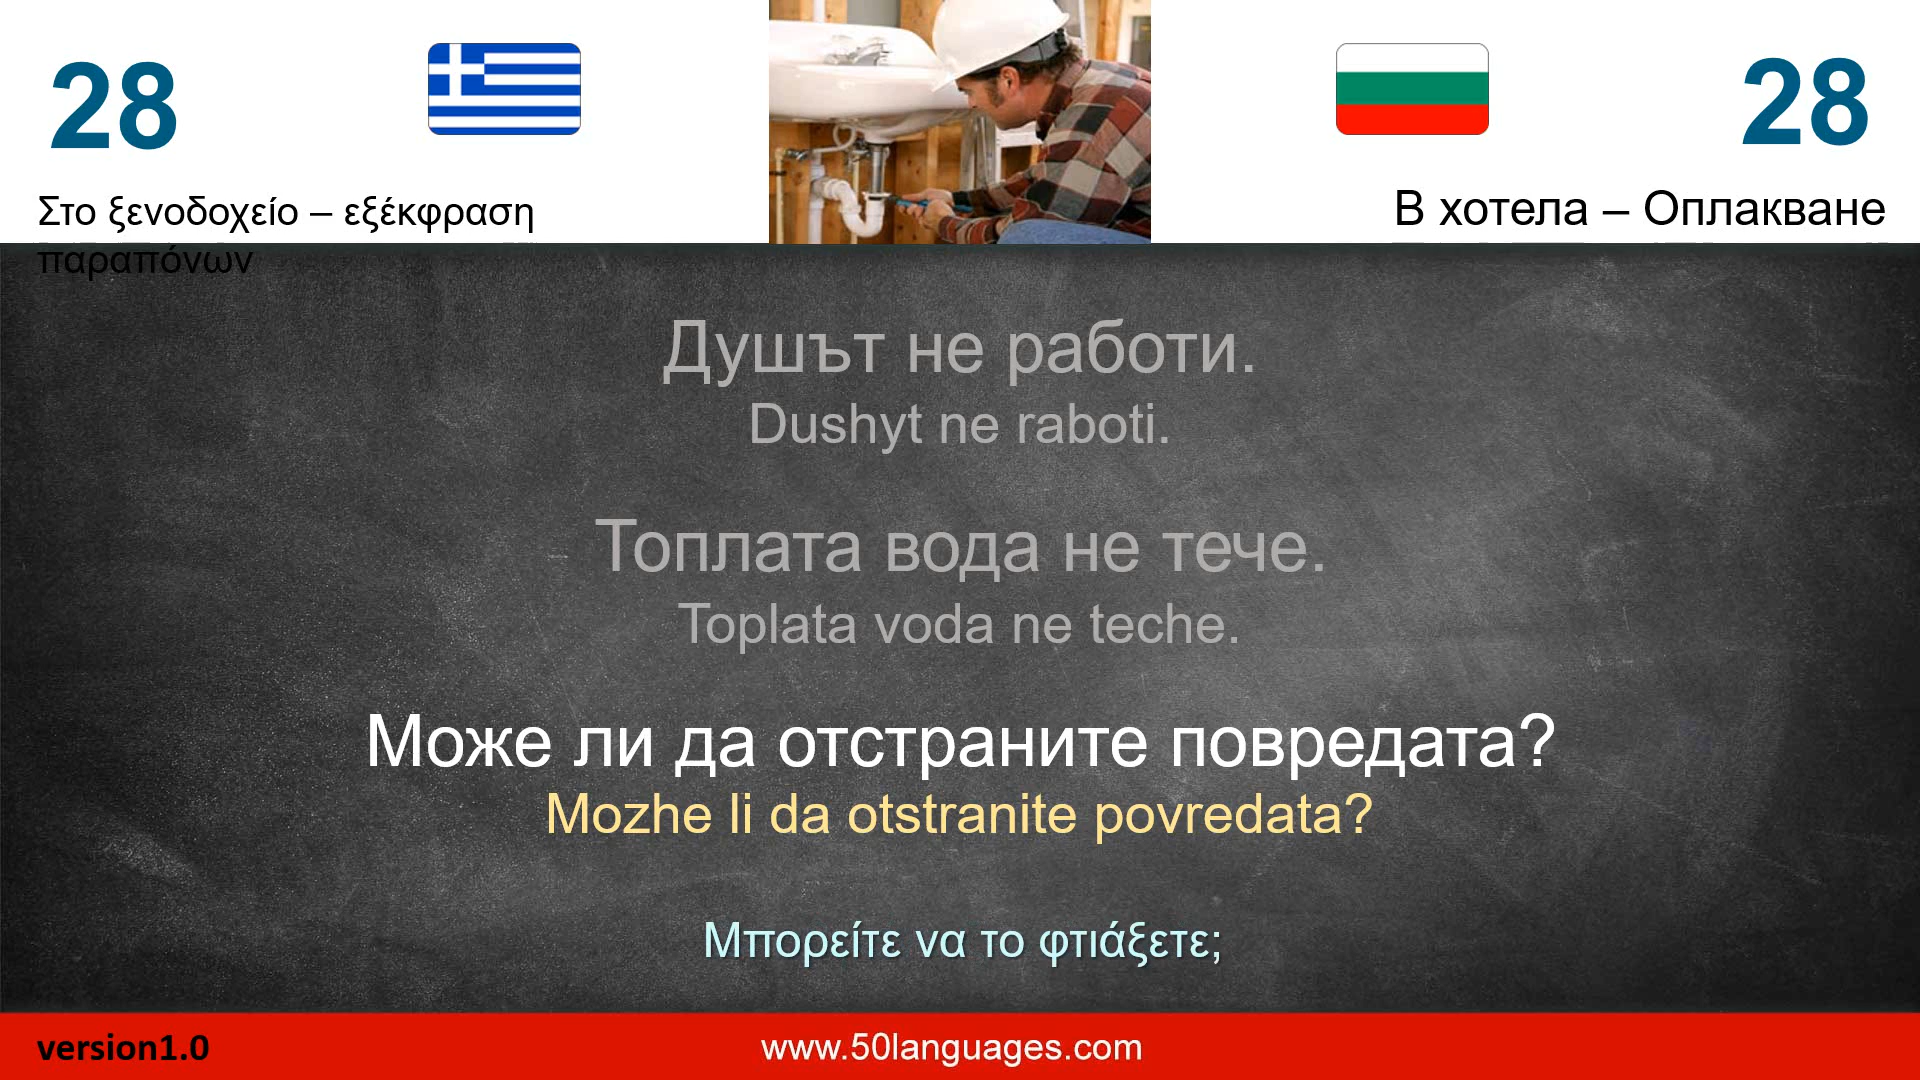 28
28
Στο ξενοδοχείο – εξέκφραση
παραπόνων
В хотела – Оплакване
Душът не работи.
Dushyt ne raboti.
Топлата вода не тече.
Toplata voda ne teche.
Може ли да отстраните повредата?
Mozhe li da otstranite povredata?
Μπορείτε να το φτιάξετε;
version1.0
www.50languages.com